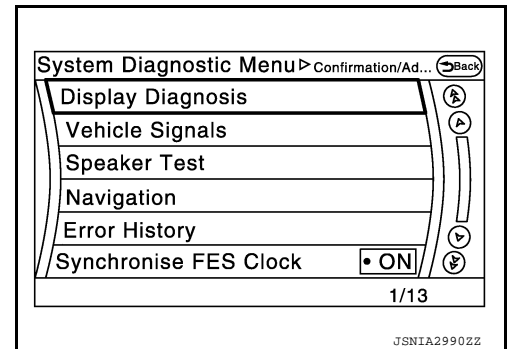 System Diagnostic Menu ▷ Confirmation/Ad... Back
Display Diagnosis
Vehicle Signals
Speaker Test
Navigation
Error History
Synchronise FES Clock • ON
1/13
JSNIA2990ZZ